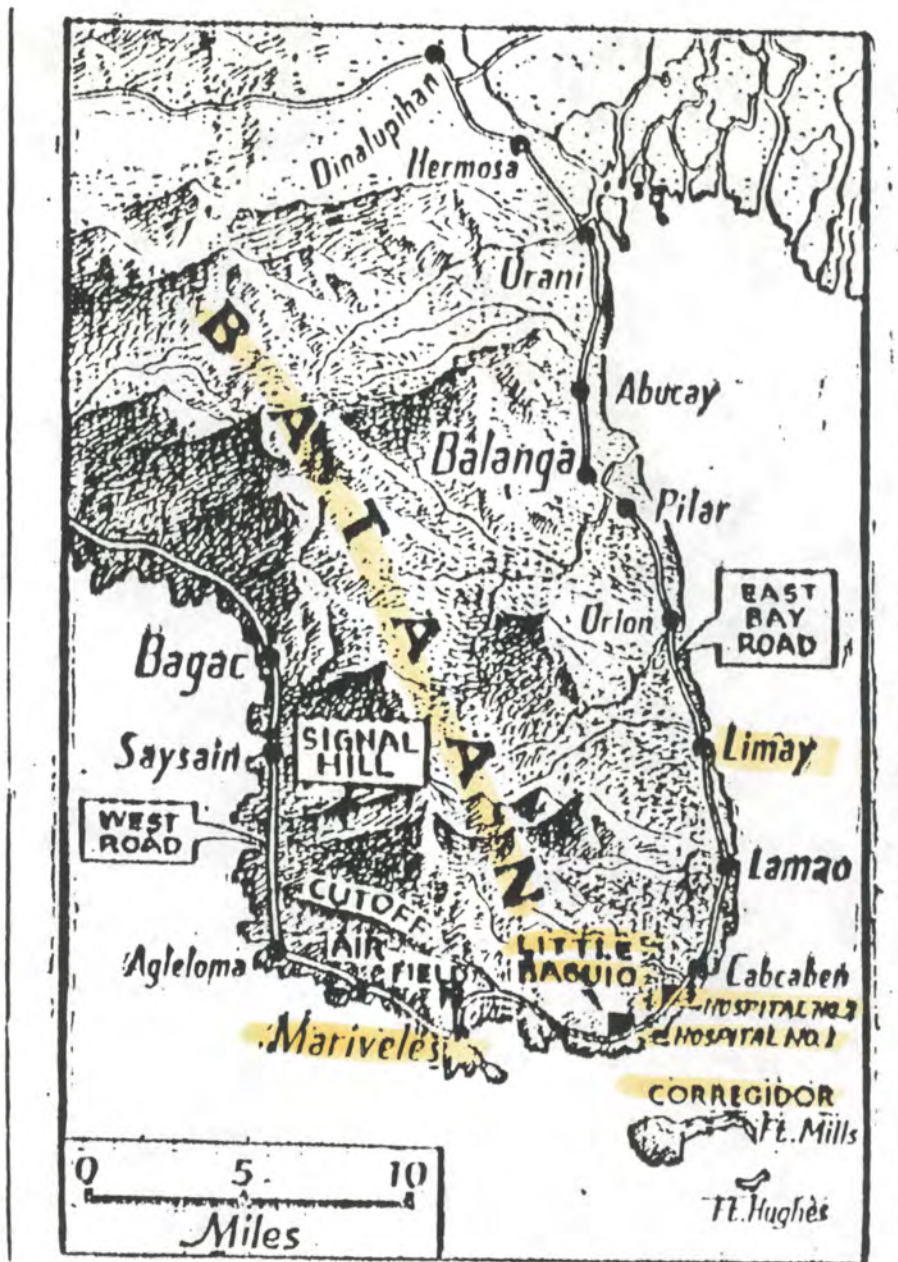 Dinalupihan
Hermosa
Urani
Abucay
BATAAN
Balanga
Pilar
Orion
EAST
BAY
ROAD
Bagac
SIGNAL
HILL
Limay
Saysain
WEST
ROAD
Lamao
CUTOFF
AIR
FIELD
LITTLE
BAGUIO
Agleloma
Cabcaben
HOSPITAL NO.2
HOSPITAL NO.1
Mariveles
CORREGIDOR
Ft. Mills
Ft. Hughes
0 5 10
Miles